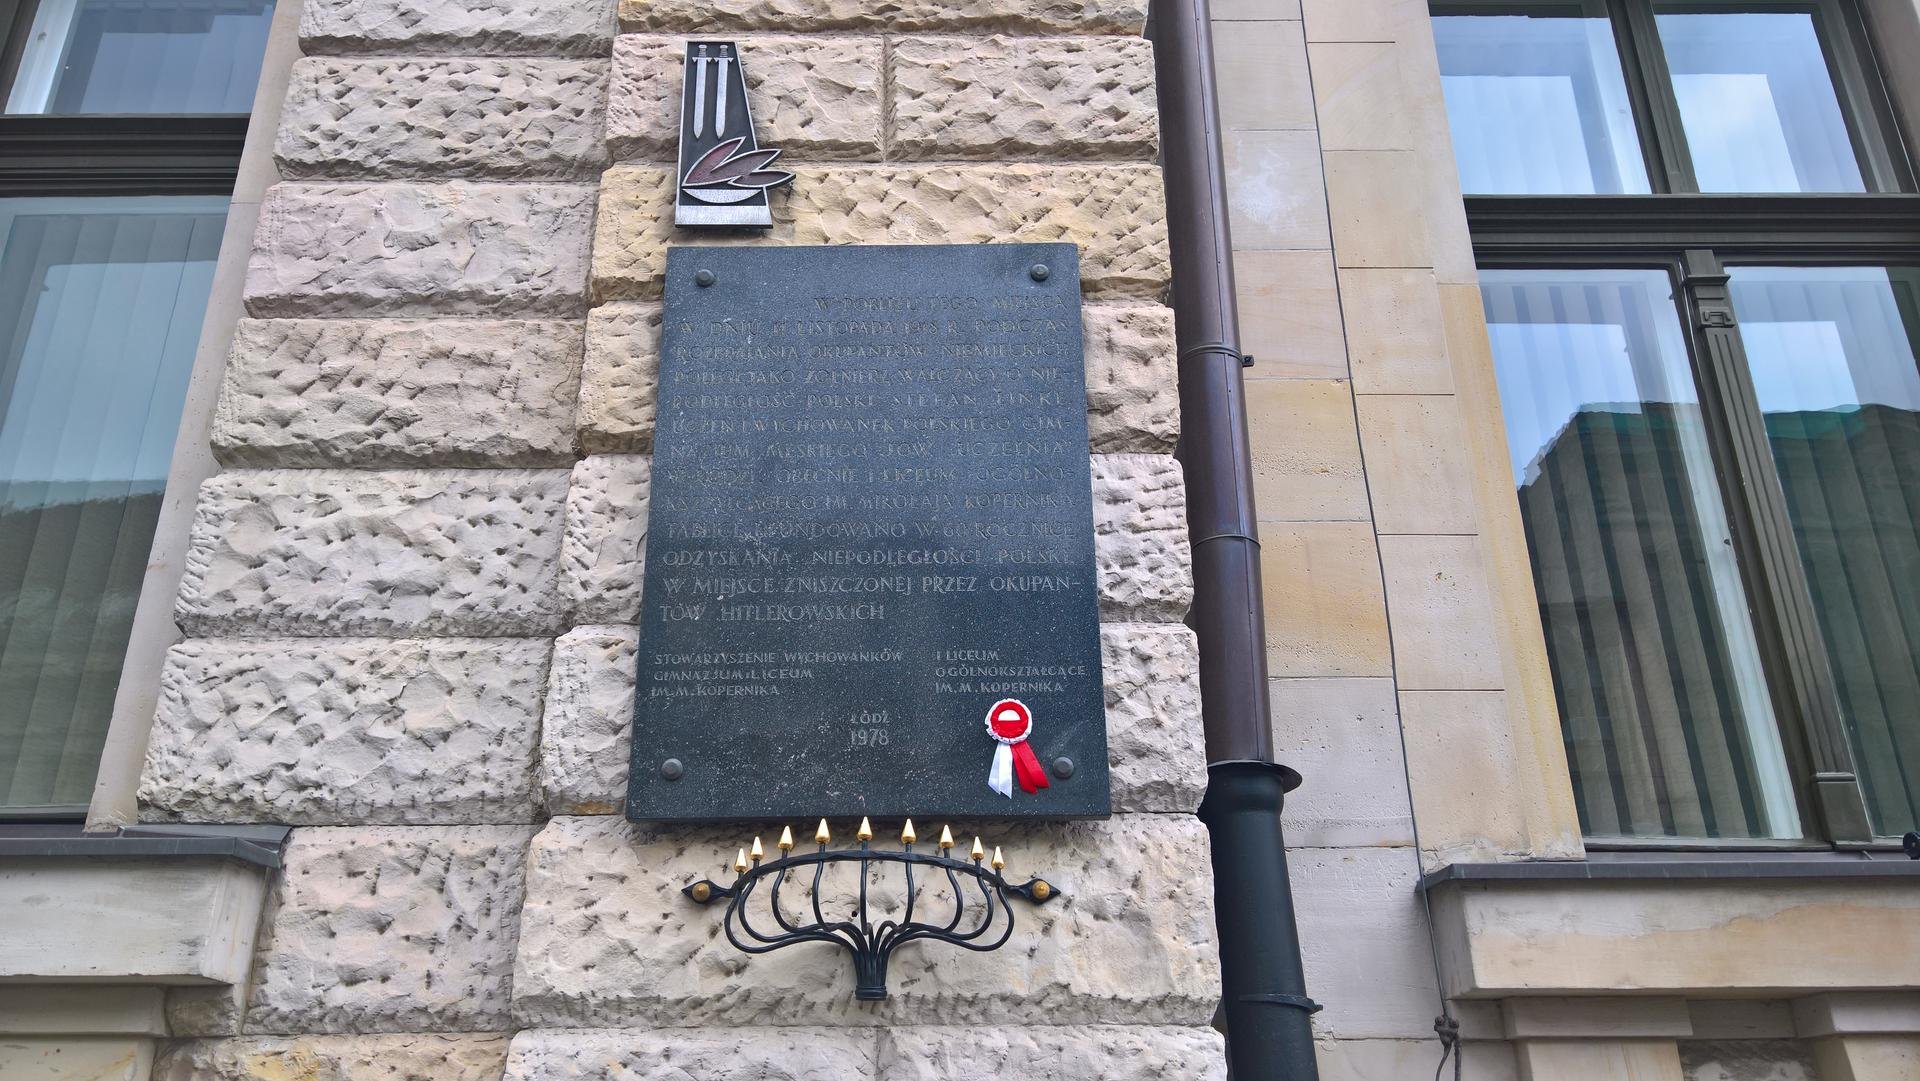 W POBLIŻU TEGO MIEJSCA
W DNIU 11 LISTOPADA 1918 R. PODCZAS
ROZBRAJANIA OKUPANTÓW NIEMIECKICH
POLEGŁ JAKO ŻOŁNIERZ WALCZĄCY O NIE-
PODLEGŁOŚĆ POLSKI STEFAN LINKE
UCZEŃ I WYCHOWANEK POLSKIEGO GIM-
NAZJUM MĘSKIEGO TOW. "UCZELNIA"
W ŁODZI, OBECNIE I LICEUM OGÓLNO-
KSZTAŁCĄCEGO IM. MIKOŁAJA KOPERNIKA
TABLICĘ UFUNDOWANO W 60 ROCZNICĘ
ODZYSKANIA NIEPODLEGŁOŚCI POLSKI
W MIEJSCE ZNISZCZONEJ PRZEZ OKUPAN-
TÓW HITLEROWSKICH
STOWARZYSZENIE WYCHOWANKÓW
GIMNAZJUM i LICEUM
IM. M. KOPERNIKA
I LICEUM
OGÓLNOKSZTAŁCĄCE
IM. M. KOPERNIKA
ŁÓDŹ
1978